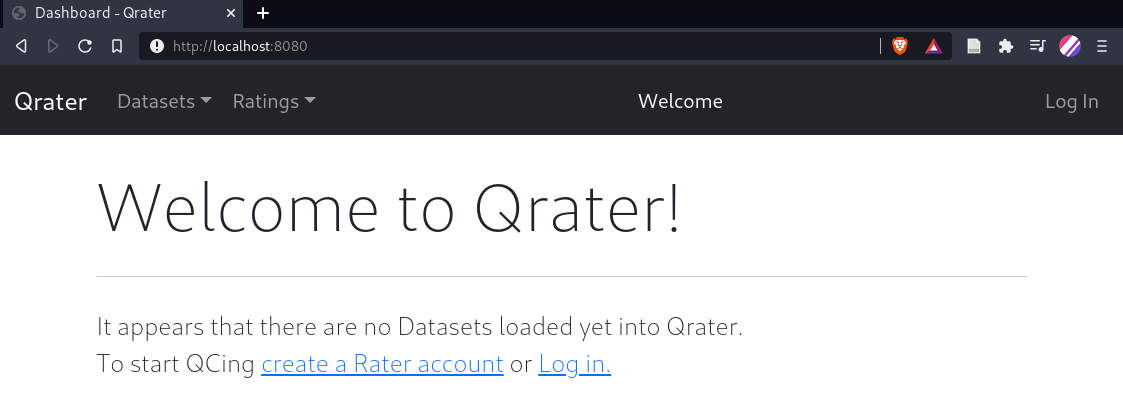 Dashboard - Qrater
http://localhost:8080
Qrater Datasets Ratings Welcome Log In
Welcome to Qrater!
It appears that there are no Datasets loaded yet into Qrater.
To start QCing create a Rater account or Log in.